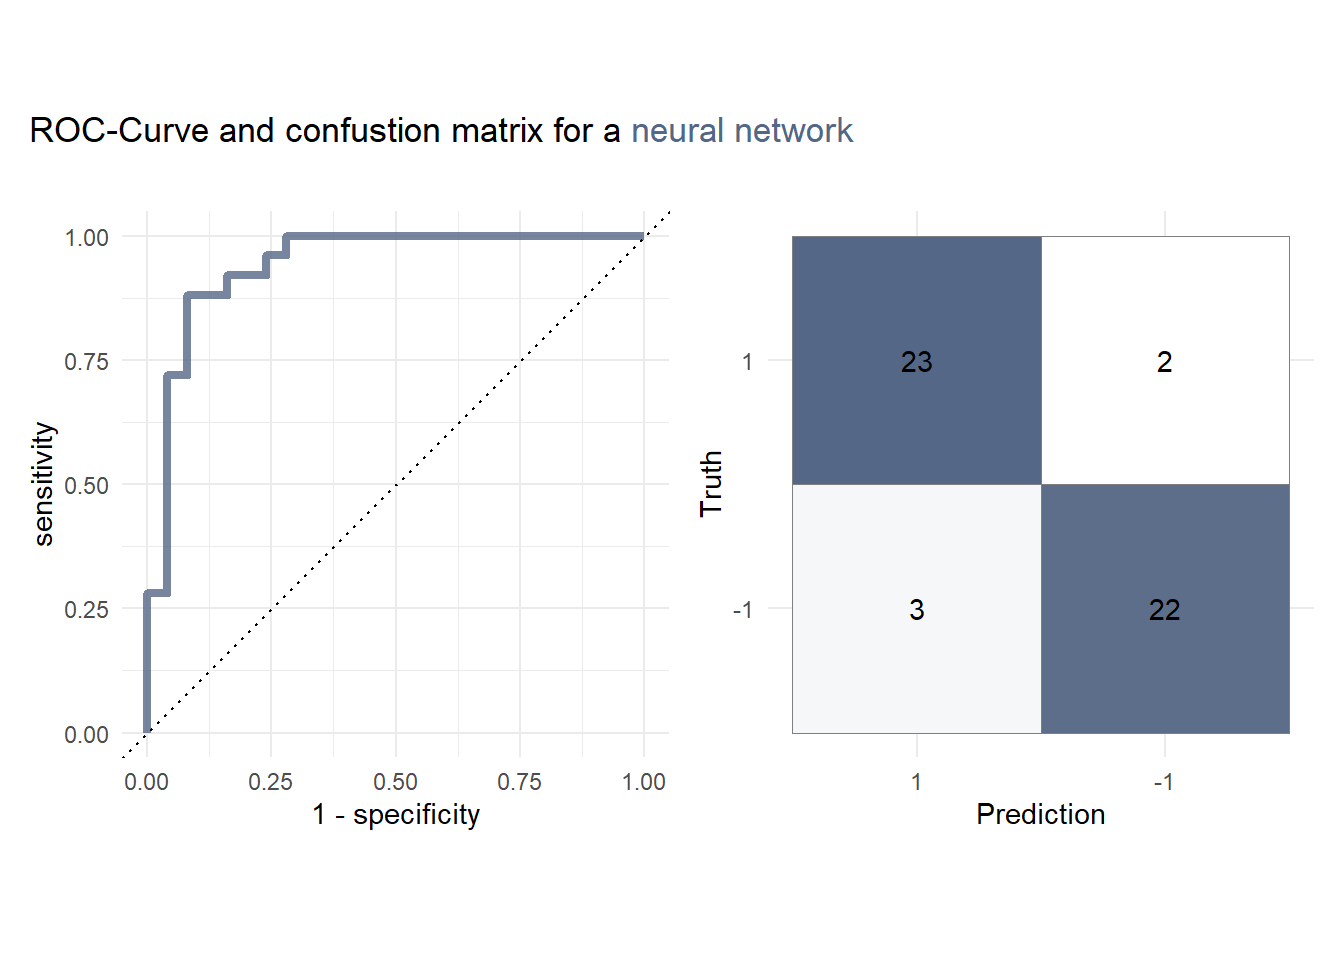 ROC-Curve and confustion matrix for a neural network
1.00
0.75
0.50
0.25
0.00
sensitivity
0.00 0.25 0.50 0.75 1.00
1 - specificity
Truth
1
-1
23 2
3 22
1 -1
Prediction